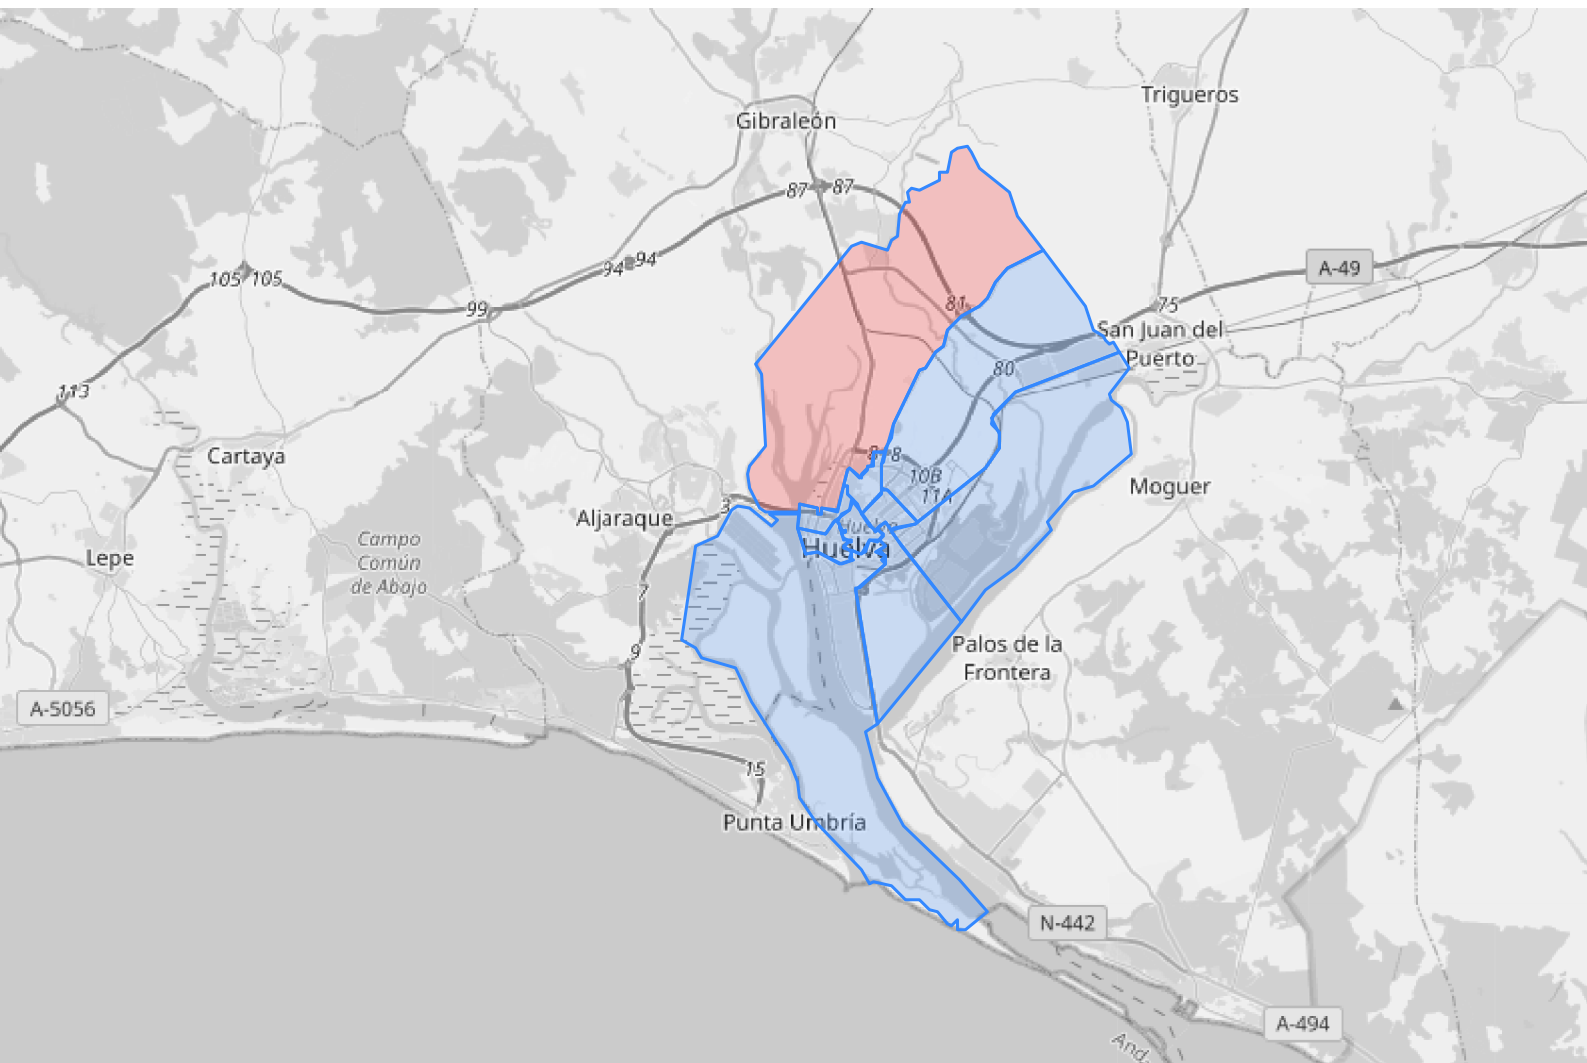 Trigueros
Gibraleón
87
87
94
94
105
105
A-49
99
81
75
San Juan del
Puerto
80
113
Cartaya
8
8
10B
11A
Moguer
3
Aljaraque
Huelva
Huelva
Campo
Común
de Abajo
Lepe
7
9
Palos de la
Frontera
A-5056
15
Punta Umbría
N-442
A-494
And.